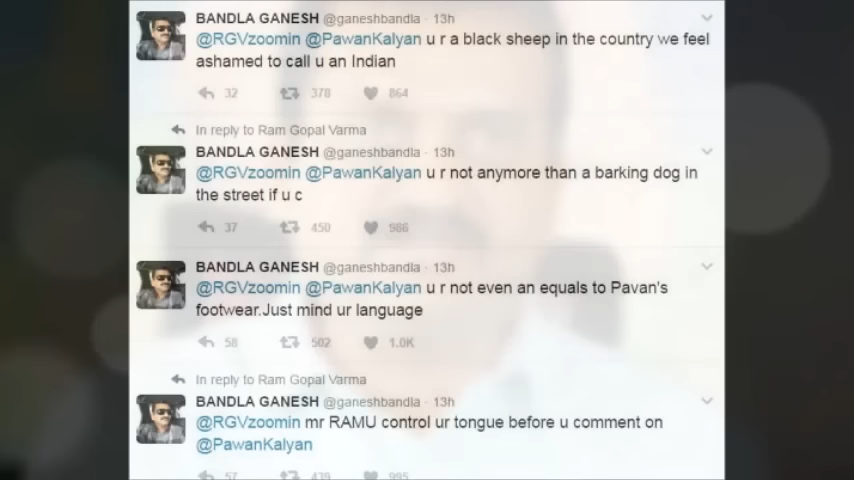 BANDLA GANESH @ganeshbandla · 13h
@RGVzoomin @PawanKalyan u r a black sheep in the country we feel
ashamed to call u an Indian
32 378 864
In reply to Ram Gopal Varma
BANDLA GANESH @ganeshbandla · 13h
@RGVzoomin @PawanKalyan u r not anymore than a barking dog in
the street if u c
37 450 986
BANDLA GANESH @ganeshbandla · 13h
@RGVzoomin @PawanKalyan u r not even an equals to Pavan's
footwear.Just mind ur language
58 502 1.0K
In reply to Ram Gopal Varma
BANDLA GANESH @ganeshbandla · 13h
@RGVzoomin mr RAMU control ur tongue before u comment on
@PawanKalyan
57 439 995